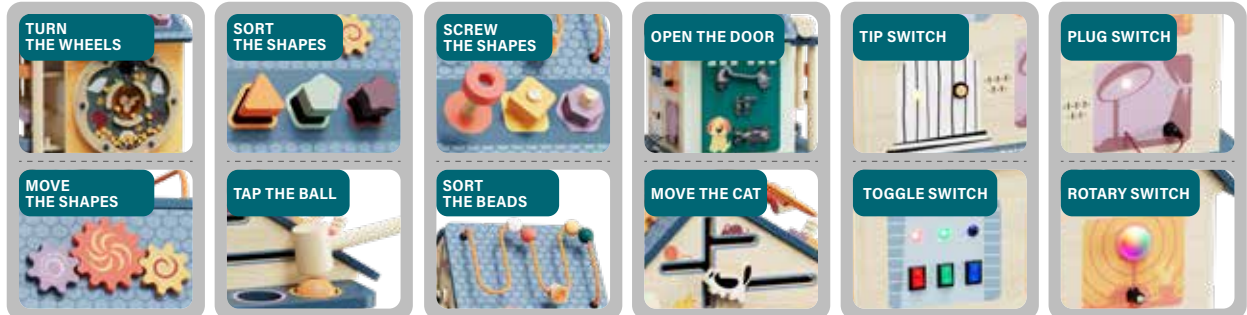 TURN
THE WHEELS
SORT
THE SHAPES
SCREW
THE SHAPES
OPEN THE DOOR
TIP SWITCH
PLUG SWITCH
MOVE
THE SHAPES
TAP THE BALL
SORT
THE BEADS
MOVE THE CAT
TOGGLE SWITCH
ROTARY SWITCH